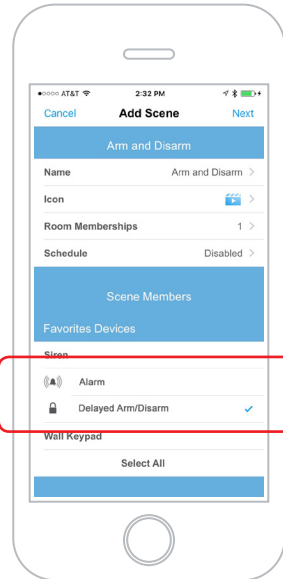 AT&T 2:32 PM
Cancel Add Scene Next
Arm and Disarm
Name Arm and Disarm
Icon
Room Memberships 1
Schedule Disabled
Scene Members
Favorites Devices
Siren
Alarm
Delayed Arm/Disarm
Wall Keypad
Select All